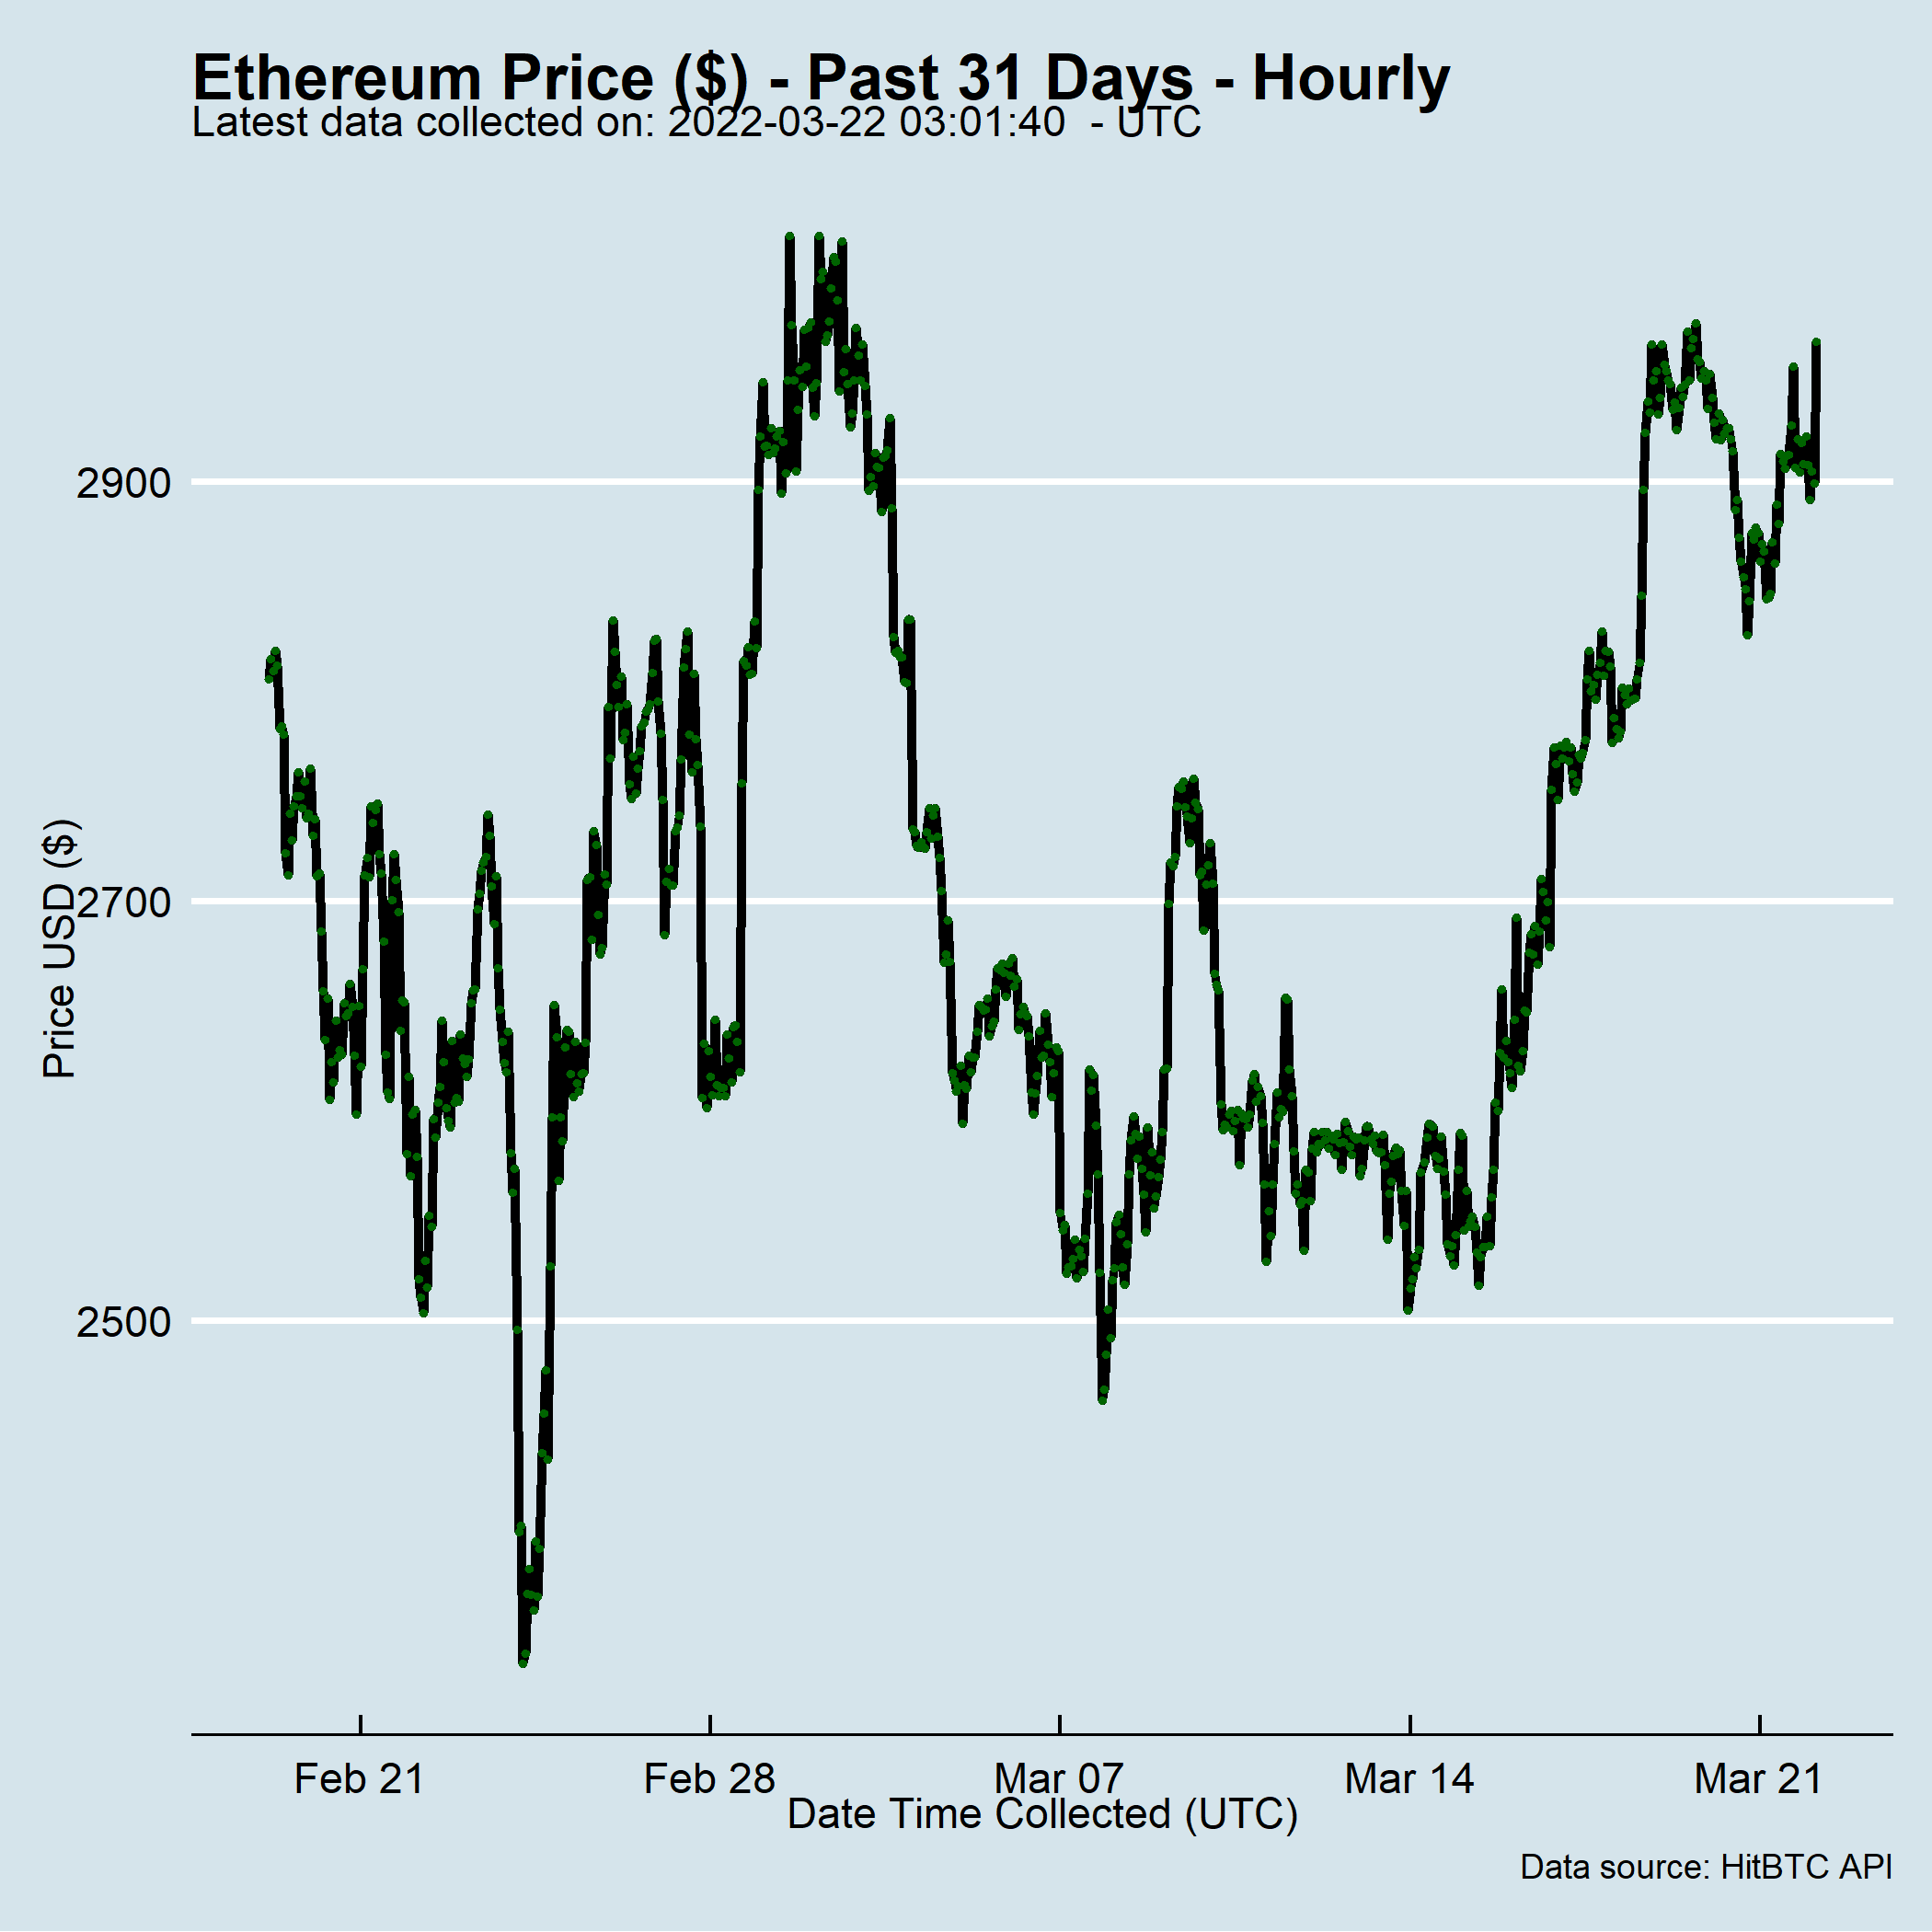 Ethereum Price ($) - Past 31 Days - Hourly
Latest data collected on: 2022-03-22 03:01:40  - UTC
Price USD ($)
2900
2700
2500
Feb 21 Feb 28 Mar 07 Mar 14 Mar 21
Date Time Collected (UTC)
Data source: HitBTC API